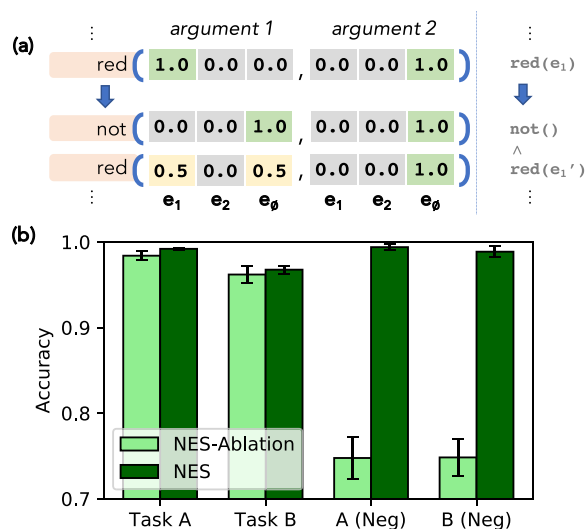 (a)
argument 1 argument 2
⋮ ⋮
red ( 1.0 0.0 0.0 , 0.0 0.0 1.0 ) red(e₁)
not ( 0.0 0.0 1.0 , 0.0 0.0 1.0 ) not()
∧
red ( 0.5 0.0 0.5 , 0.0 0.0 1.0 ) red(e₁’)
⋮ e₁ e₂ eø e₁ e₂ eø ⋮
(b)
Accuracy
1.0
0.9
0.8
0.7
NES-Ablation
NES
Task A Task B A (Neg) B (Neg)